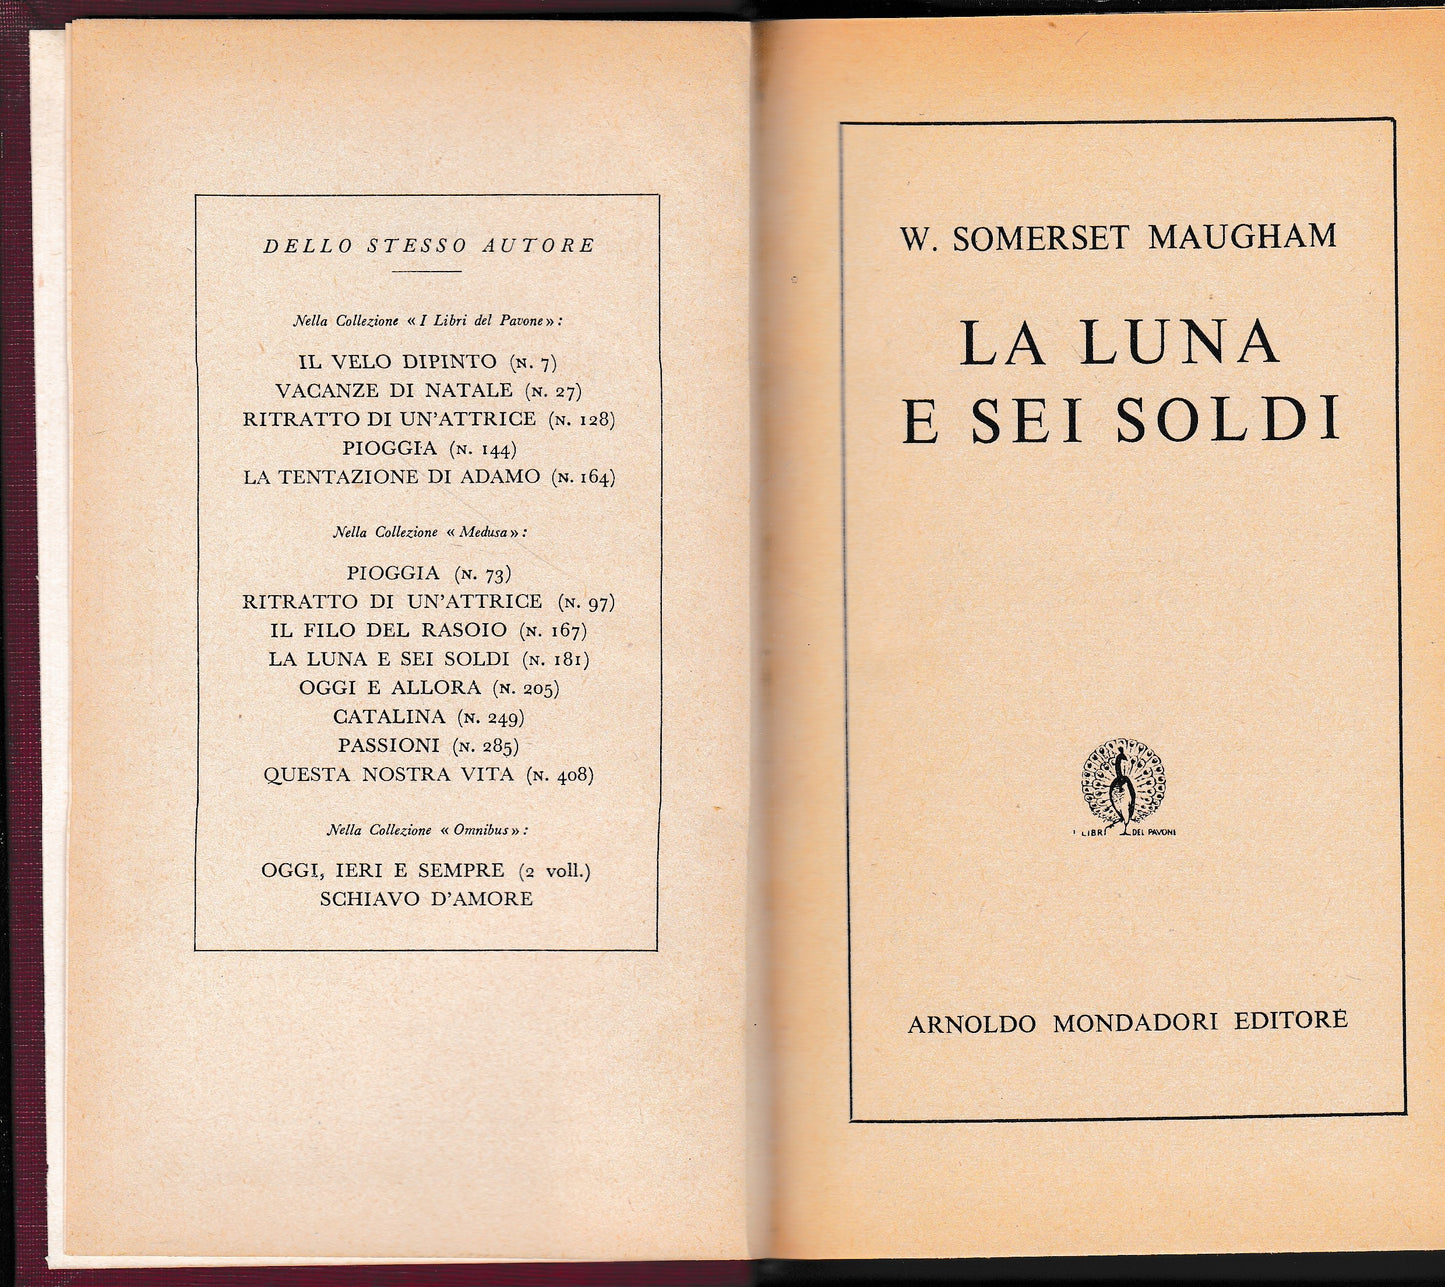 DELLO STESSO AUTORE
Nella Collezione « I Libri del Pavone » :
IL VELO DIPINTO (N. 7)
VACANZE DI NATALE (N. 27)
RITRATTO DI UN'ATTRICE (N. 128)
PIOGGIA (N. 144)
LA TENTAZIONE DI ADAMO (N. 164)
Nella Collezione « Medusa » :
PIOGGIA (N. 73)
RITRATTO DI UN'ATTRICE (N. 97)
IL FILO DEL RASOIO (N. 167)
LA LUNA E SEI SOLDI (N. 181)
OGGI E ALLORA (N. 205)
CATALINA (N. 249)
PASSIONI (N. 285)
QUESTA NOSTRA VITA (N. 408)
Nella Collezione « Omnibus » :
OGGI, IERI E SEMPRE (2 voll.)
SCHIAVO D'AMORE
W. SOMERSET MAUGHAM
LA LUNA
E SEI SOLDI
I LIBRI DEL PAVONE
ARNOLDO MONDADORI EDITORE